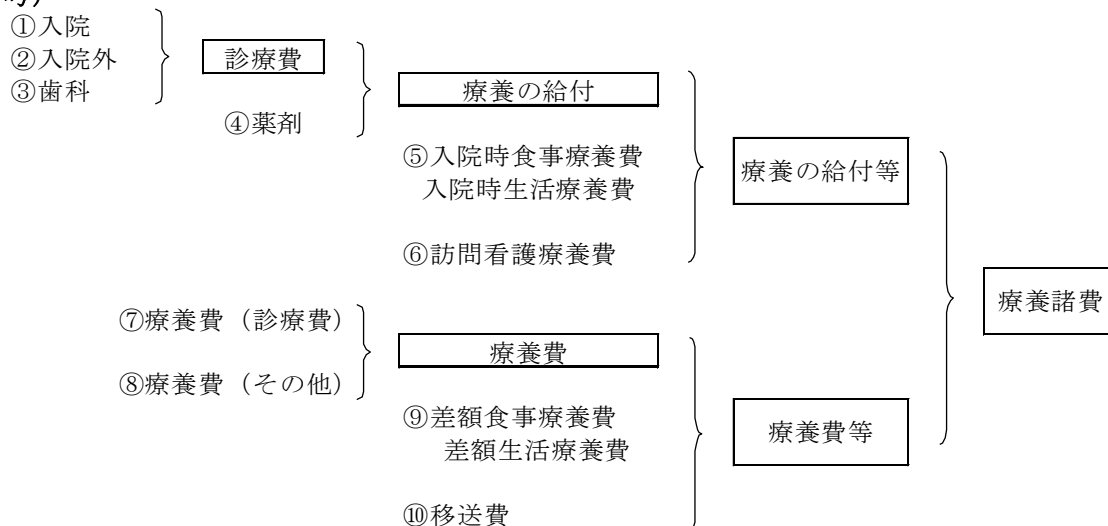 ①入院
②入院外
③歯科
診療費
④薬剤
療養の給付
⑤入院時食事療養費
入院時生活療養費
⑥訪問看護療養費
療養の給付等
⑦療養費（診療費）
⑧療養費（その他）
療養費
⑨差額食事療養費
差額生活療養費
⑩移送費
療養費等
療養諸費